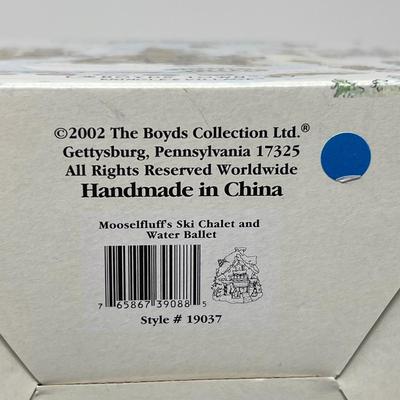 ©2002 The Boyds Collection Ltd.®
Gettysburg, Pennsylvania 17325
All Rights Reserved Worldwide
Handmade in China
Mooselfluff's Ski Chalet and
Water Ballet
7 65867 39088 5
Style # 19037